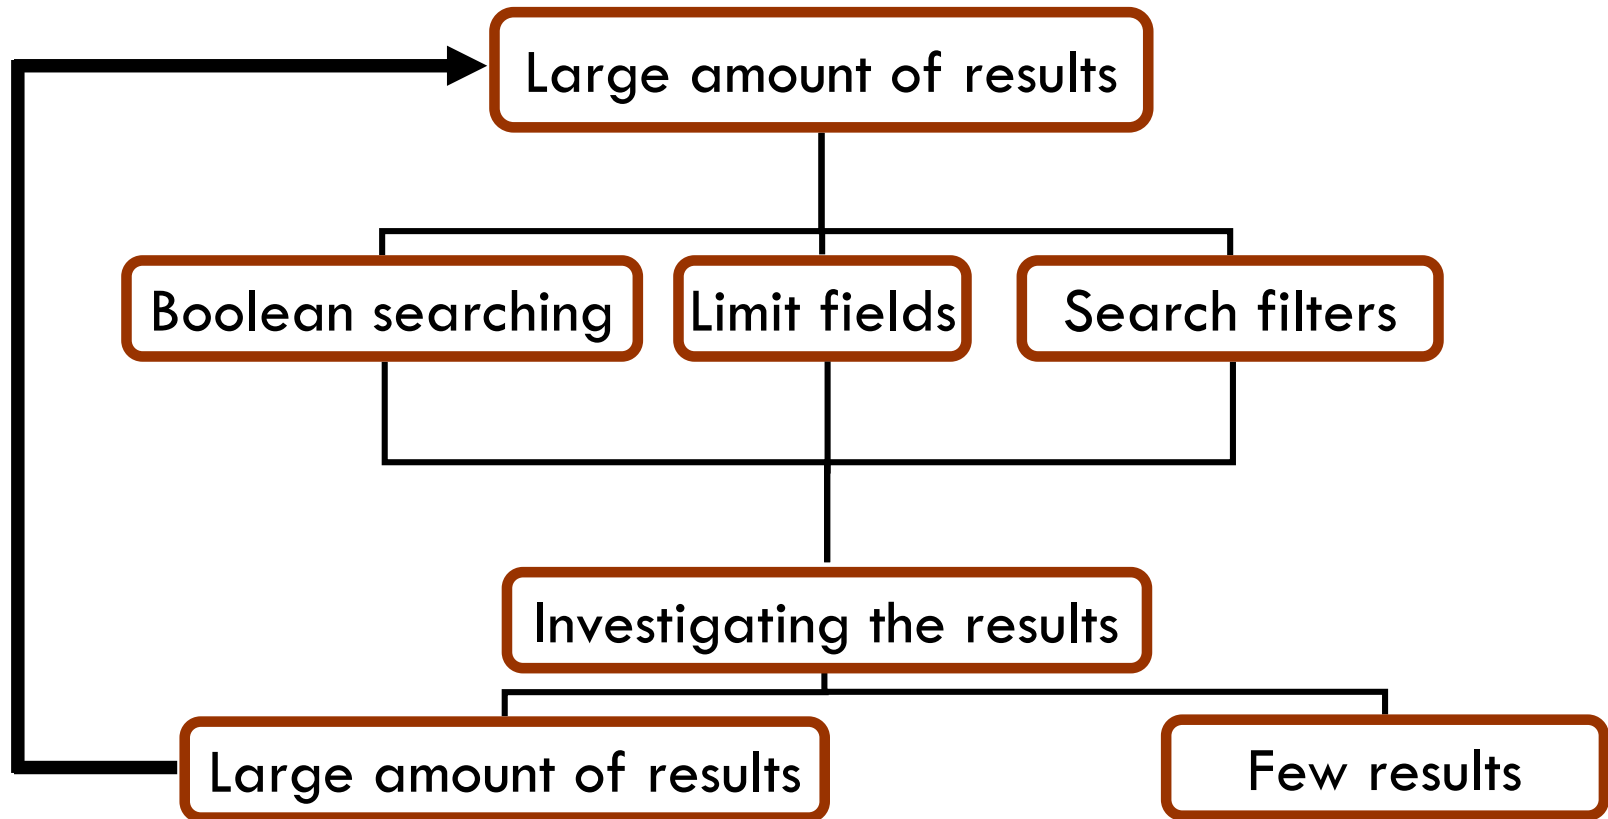 Large amount of results
Boolean searching
Limit fields
Search filters
Investigating the results
Large amount of results
Few results